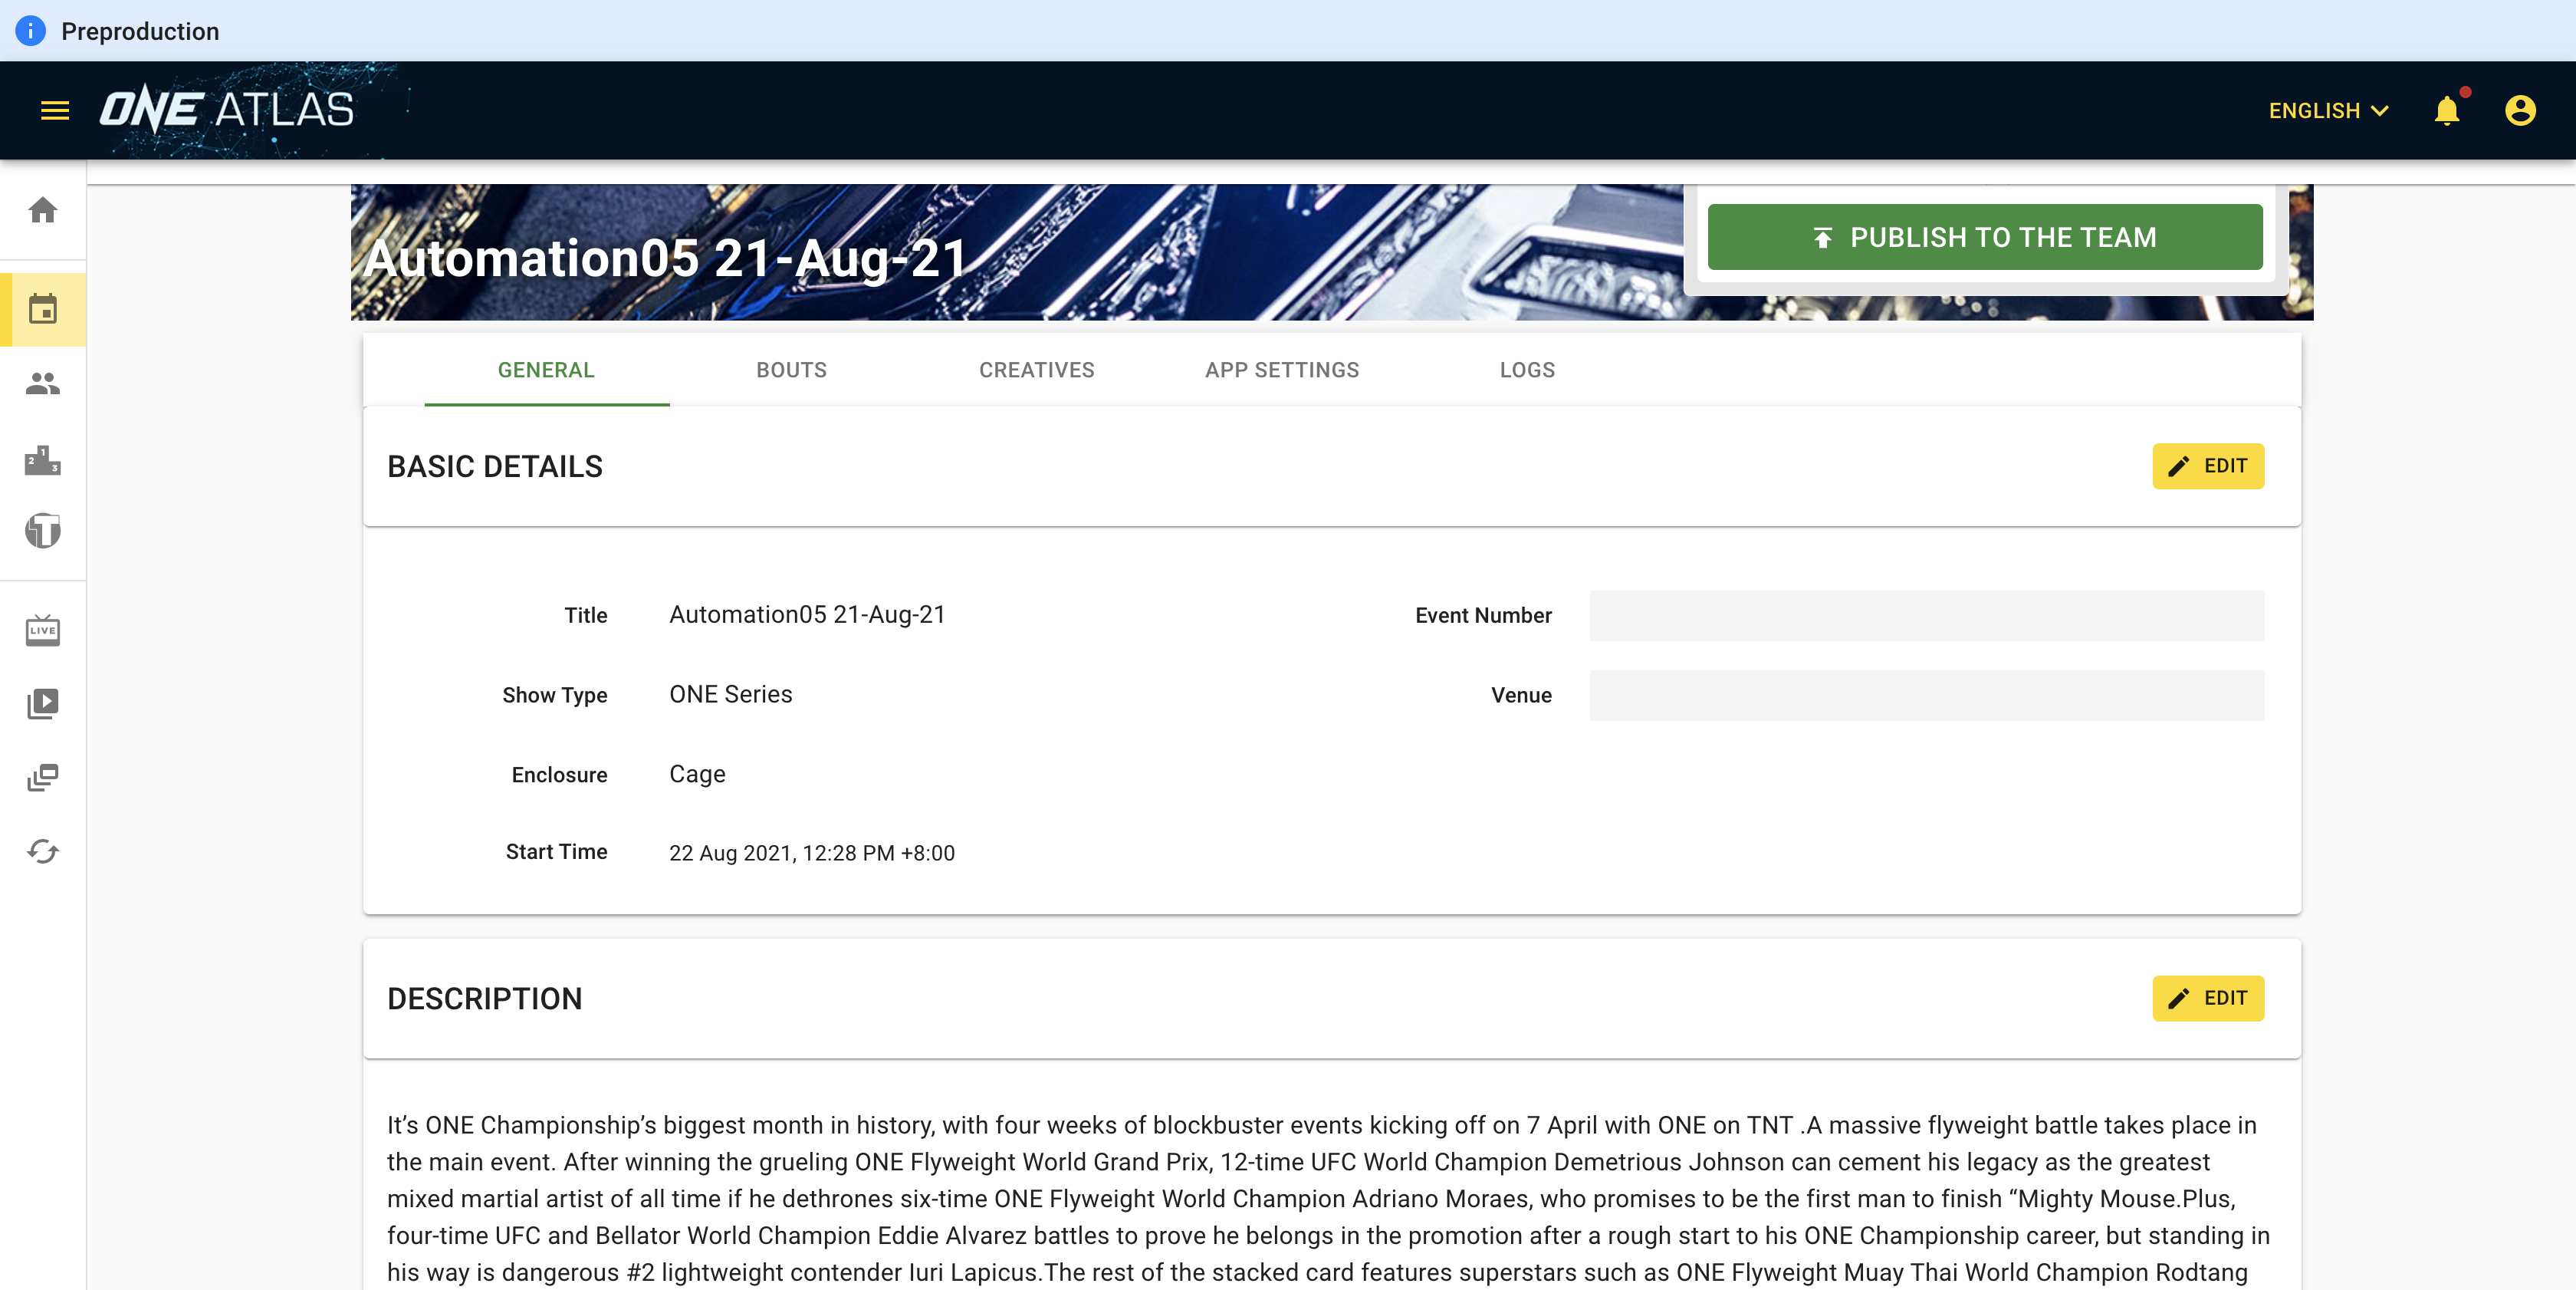 Preproduction
ONE ATLAS
ENGLISH
Automation05 21-Aug-21
PUBLISH TO THE TEAM
GENERAL BOUTS CREATIVES APP SETTINGS LOGS
BASIC DETAILS
EDIT
Title Automation05 21-Aug-21
Event Number
Show Type ONE Series
Venue
Enclosure Cage
Start Time 22 Aug 2021, 12:28 PM +8:00
1
2
3
T
LIVE
DESCRIPTION
EDIT
It’s ONE Championship’s biggest month in history, with four weeks of blockbuster events kicking off on 7 April with ONE on TNT .A massive flyweight battle takes place in
the main event. After winning the grueling ONE Flyweight World Grand Prix, 12-time UFC World Champion Demetrious Johnson can cement his legacy as the greatest
mixed martial artist of all time if he dethrones six-time ONE Flyweight World Champion Adriano Moraes, who promises to be the first man to finish “Mighty Mouse.Plus,
four-time UFC and Bellator World Champion Eddie Alvarez battles to prove he belongs in the promotion after a rough start to his ONE Championship career, but standing in
his way is dangerous #2 lightweight contender Iuri Lapicus.The rest of the stacked card features superstars such as ONE Flyweight Muay Thai World Champion Rodtang